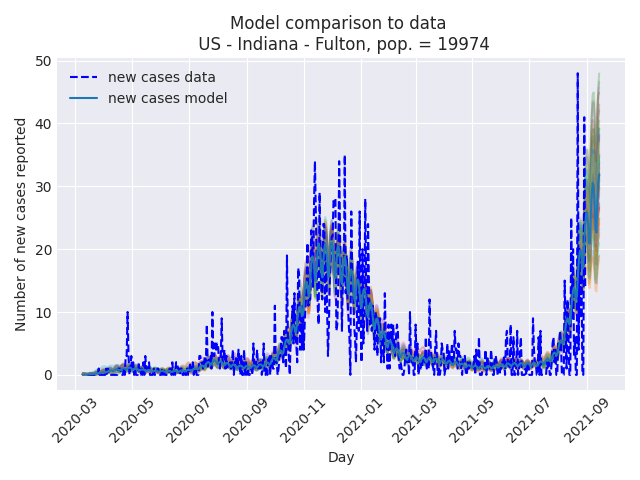 Model comparison to data
US - Indiana - Fulton, pop. = 19974
new cases data
new cases model
Number of new cases reported
50
40
30
20
10
0
2020-03
2020-05
2020-07
2020-09
2020-11
2021-01
2021-03
2021-05
2021-07
2021-09
Day